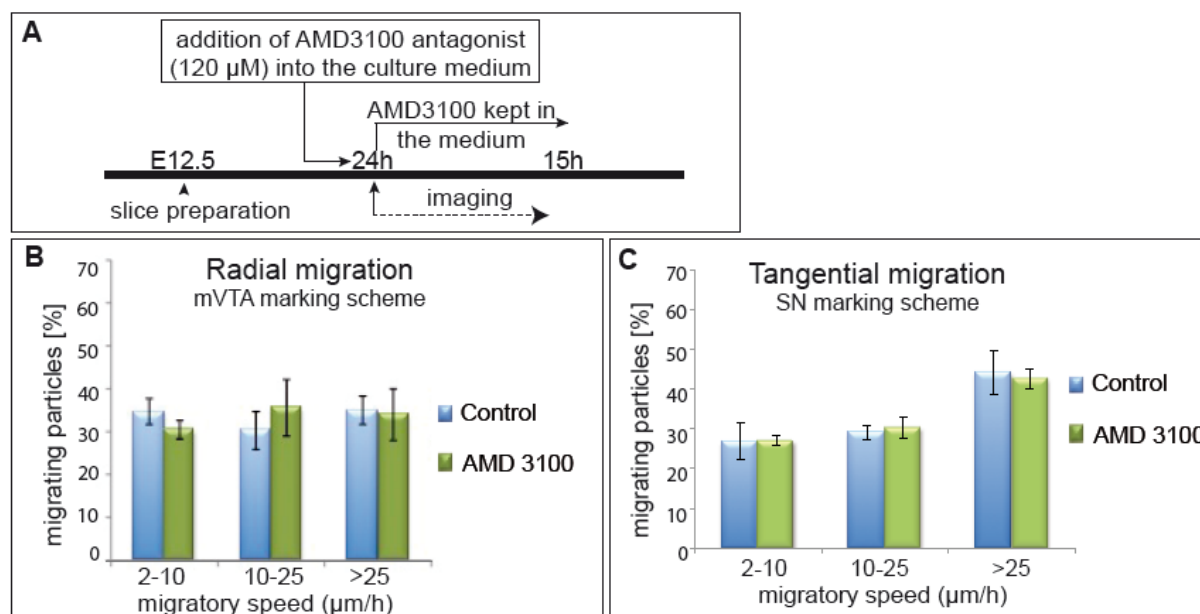 A
addition of AMD3100 antagonist
(120 µM) into the culture medium
AMD3100 kept in
the medium
E12.5
24h
15h
slice preparation
imaging
B
Radial migration
mVTA marking scheme
migrating particles [%]
70
60
50
40
30
20
10
0
2-10
10-25
>25
migratory speed (µm/h)
Control
AMD 3100
C
Tangential migration
SN marking scheme
migrating particles [%]
70
60
50
40
30
20
10
0
2-10
10-25
>25
migratory speed (µm/h)
Control
AMD 3100